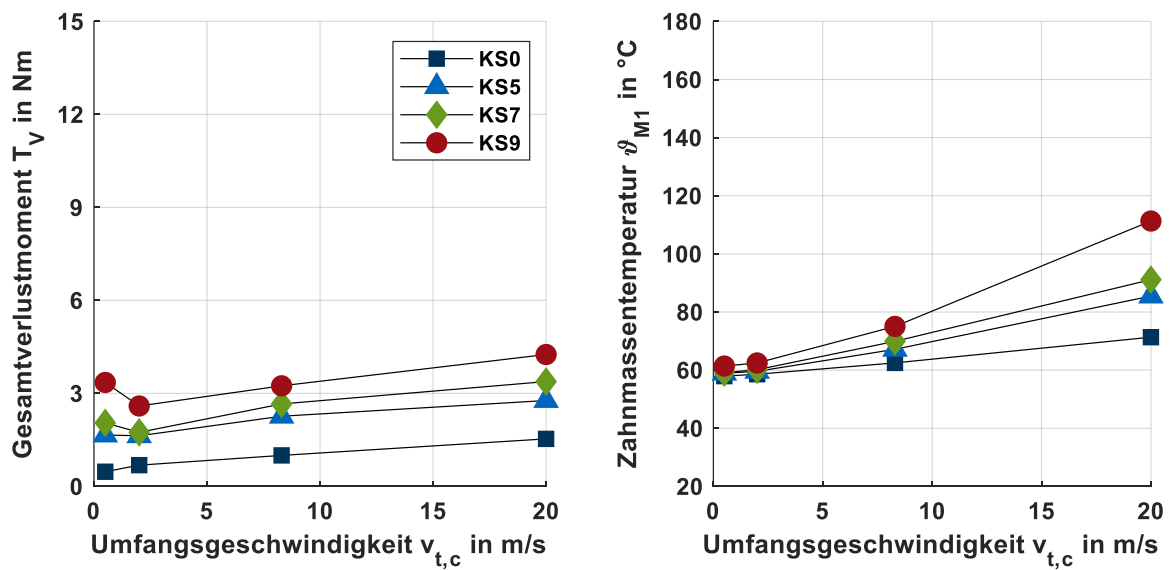 Gesamtverlustmoment T_V in Nm
15
12
9
6
3
0
KS0
KS5
KS7
KS9
0 5 10 15 20
Umfangsgeschwindigkeit v_t,c in m/s
Zahnmassentemperatur ϑ_M1 in °C
180
160
140
120
100
80
60
40
20
0 5 10 15 20
Umfangsgeschwindigkeit v_t,c in m/s